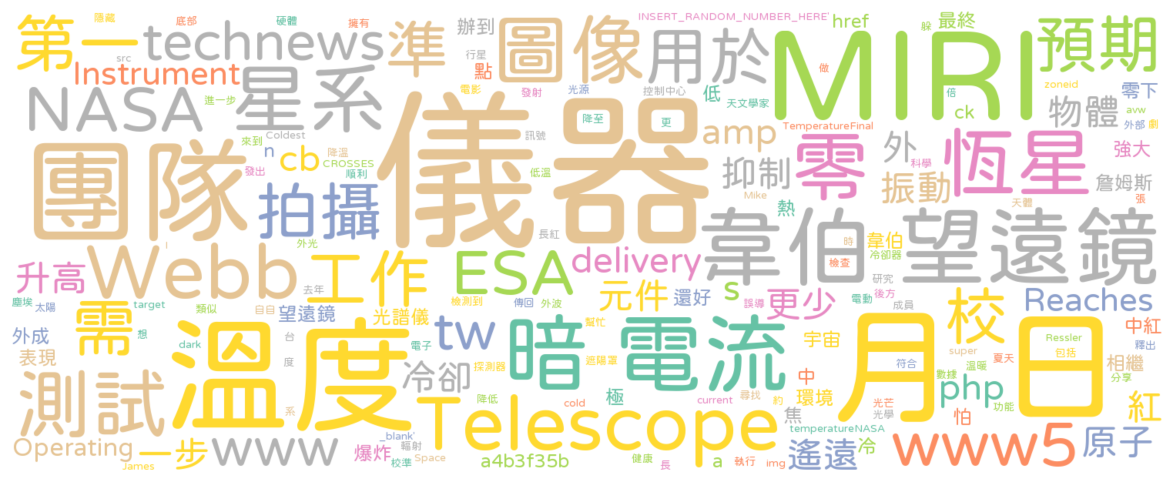 隱藏 底部 硬體 擁有 辦到 INSERT_RANDOM_NUMBER_HERE' href 躲 最終
第一 technews 準 圖像 用於 MIRI 預期
src 行星 做 倍
Instrument 進一步 電影 點 發射 光源 控制中心 低 天文學家 zoneid 零下
NASA 星系 降至 更 ck 物體 avw 外部 劇
來到 Coldest 訊號 amp TemperatureFinal
n cb 降溫 CROSSES 順利 發出 低溫 抑制 零 外 科學 恆星 強大
團隊 儀器 振動 詹姆斯 張
拍攝 Mike 熱 天體
外光 長紅 韋伯 望遠鏡 時 韋伯 冷卻器
升高 Webb 工作 ESA delivery 檢查 研究
去年 檢測到 元件 s 誤導 更少 電動 後方 成員
塵埃 太陽 target 類似 目目 望遠鏡 傳回 外波 還好 校 Reaches
外成 想 需 溫度 台 光譜儀 tw 暗 電流 幫忙 宇宙 月日 中紅
表現 dark 度 電子 遮眼罩 super 夏天 Ressler 釋出
測試 冷卻 探測器 中 符合 溫暖 包括 相繼
極 尋找 約 環境 數據 分享
降低 cold current 光芒 php 功能 紅
Operating 一步 www Telescope 焦 光學 怕
系 temperatureNASA www5 原子
James 爆炸 _blank' 輻射 校準 Space a4b3f35b 健康 長 a 執行 img 遙遠 冷